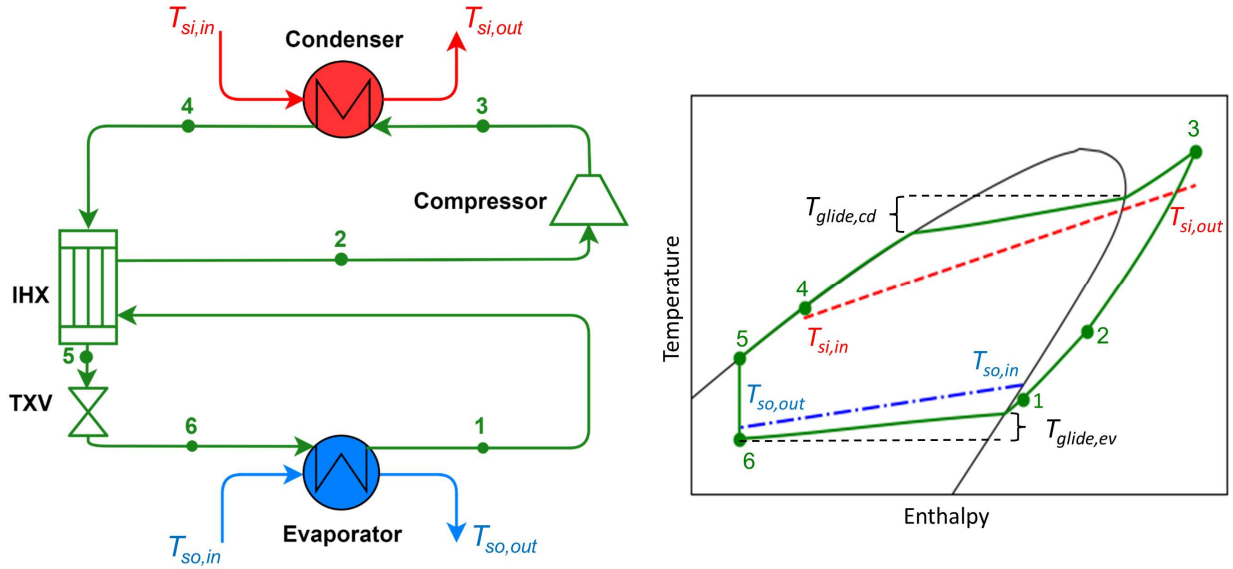 T_si,in
T_si,out
Condenser
4
3
Compressor
2
IHX
5
TXV
6
1
T_so,in
Evaporator
T_so,out
3
T_glide,cd
T_si,out
4
T_si,in
5
2
T_so,in
T_so,out
1
6
T_glide,ev
Temperature
Enthalpy